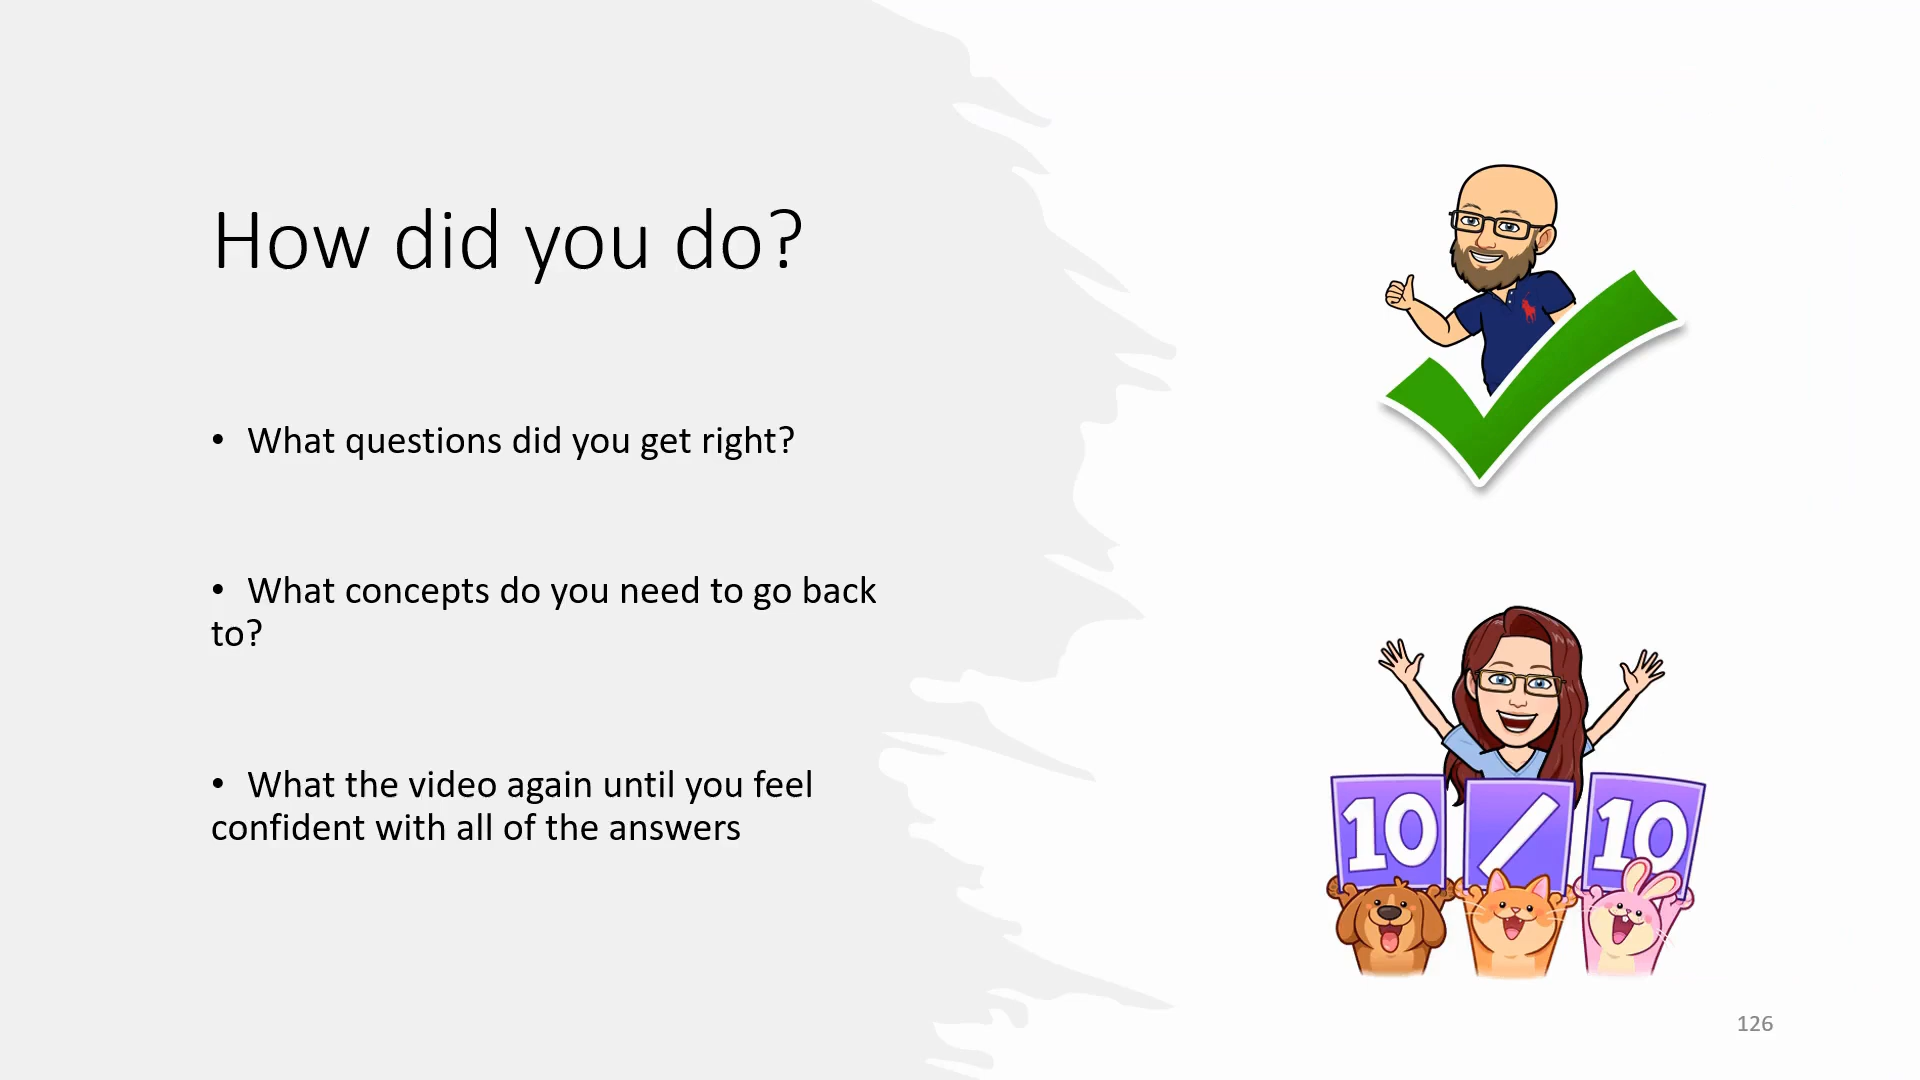 How did you do?
• What questions did you get right?
• What concepts do you need to go back
to?
• What the video again until you feel
confident with all of the answers
10 / 10
126